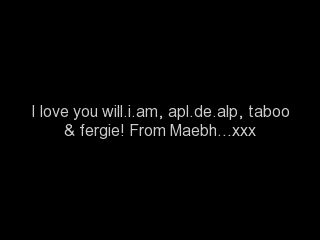 I love you will.i.am, apl.de.alp, taboo
& fergie! From Maebh...xxx